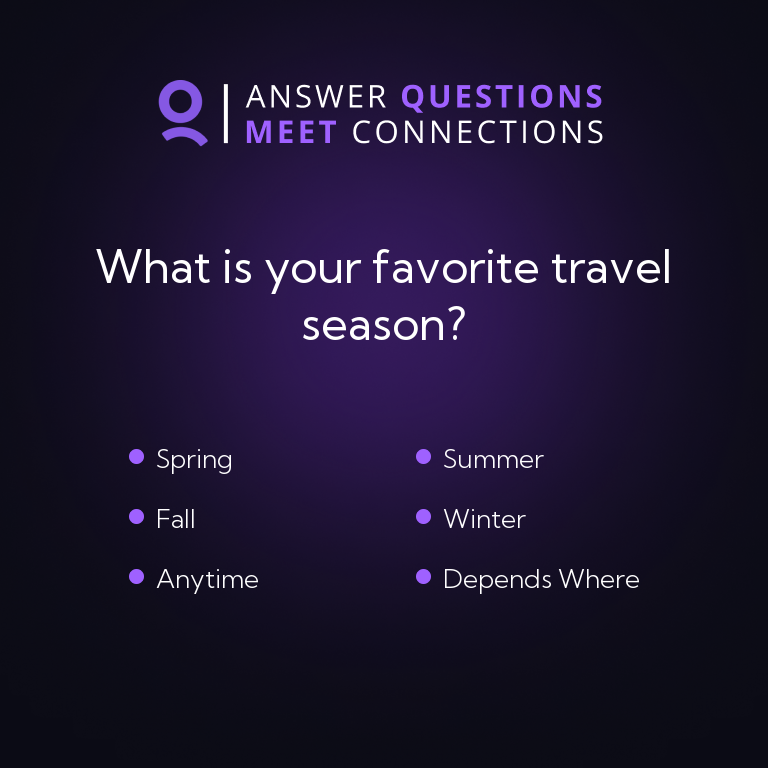 ANSWER QUESTIONS
MEET CONNECTIONS
What is your favorite travel
season?
Spring
Summer
Fall
Winter
Anytime
Depends Where